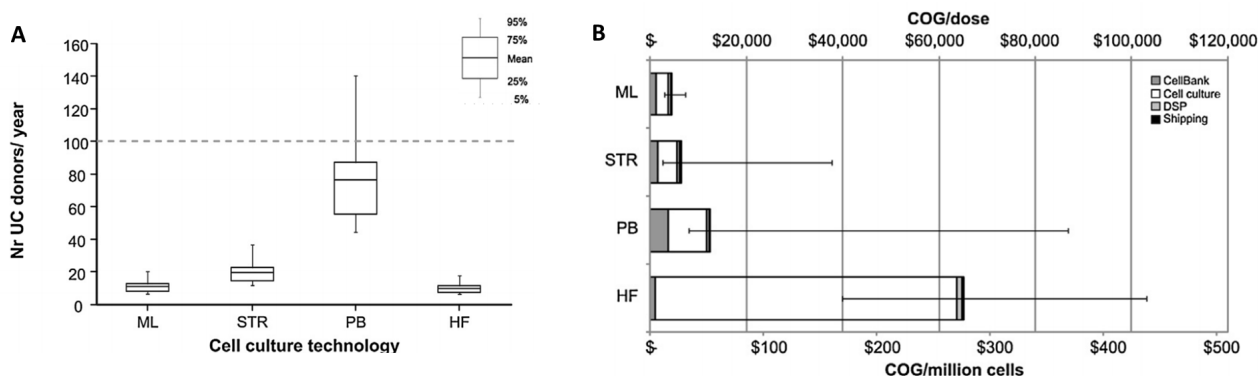 A
Nr UC donors/ year
160
140
120
100
80
60
40
20
0
ML STR PB HF
Cell culture technology
95%
75%
Mean
25%
5%
B
COG/dose
$- $20,000 $40,000 $60,000 $80,000 $100,000 $120,000
ML
STR
PB
HF
CellBank
Cell culture
DSP
Shipping
$- $100 $200 $300 $400 $500
COG/million cells